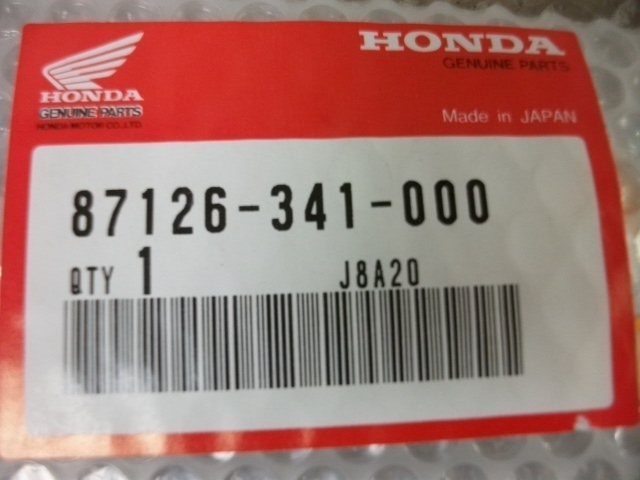 HONDA
GENUINE PARTS
HONDA MOTOR CO.,LTD.
HONDA
GENUINE PARTS
Made in JAPAN
87126-341-000
QTY 1 J8A20